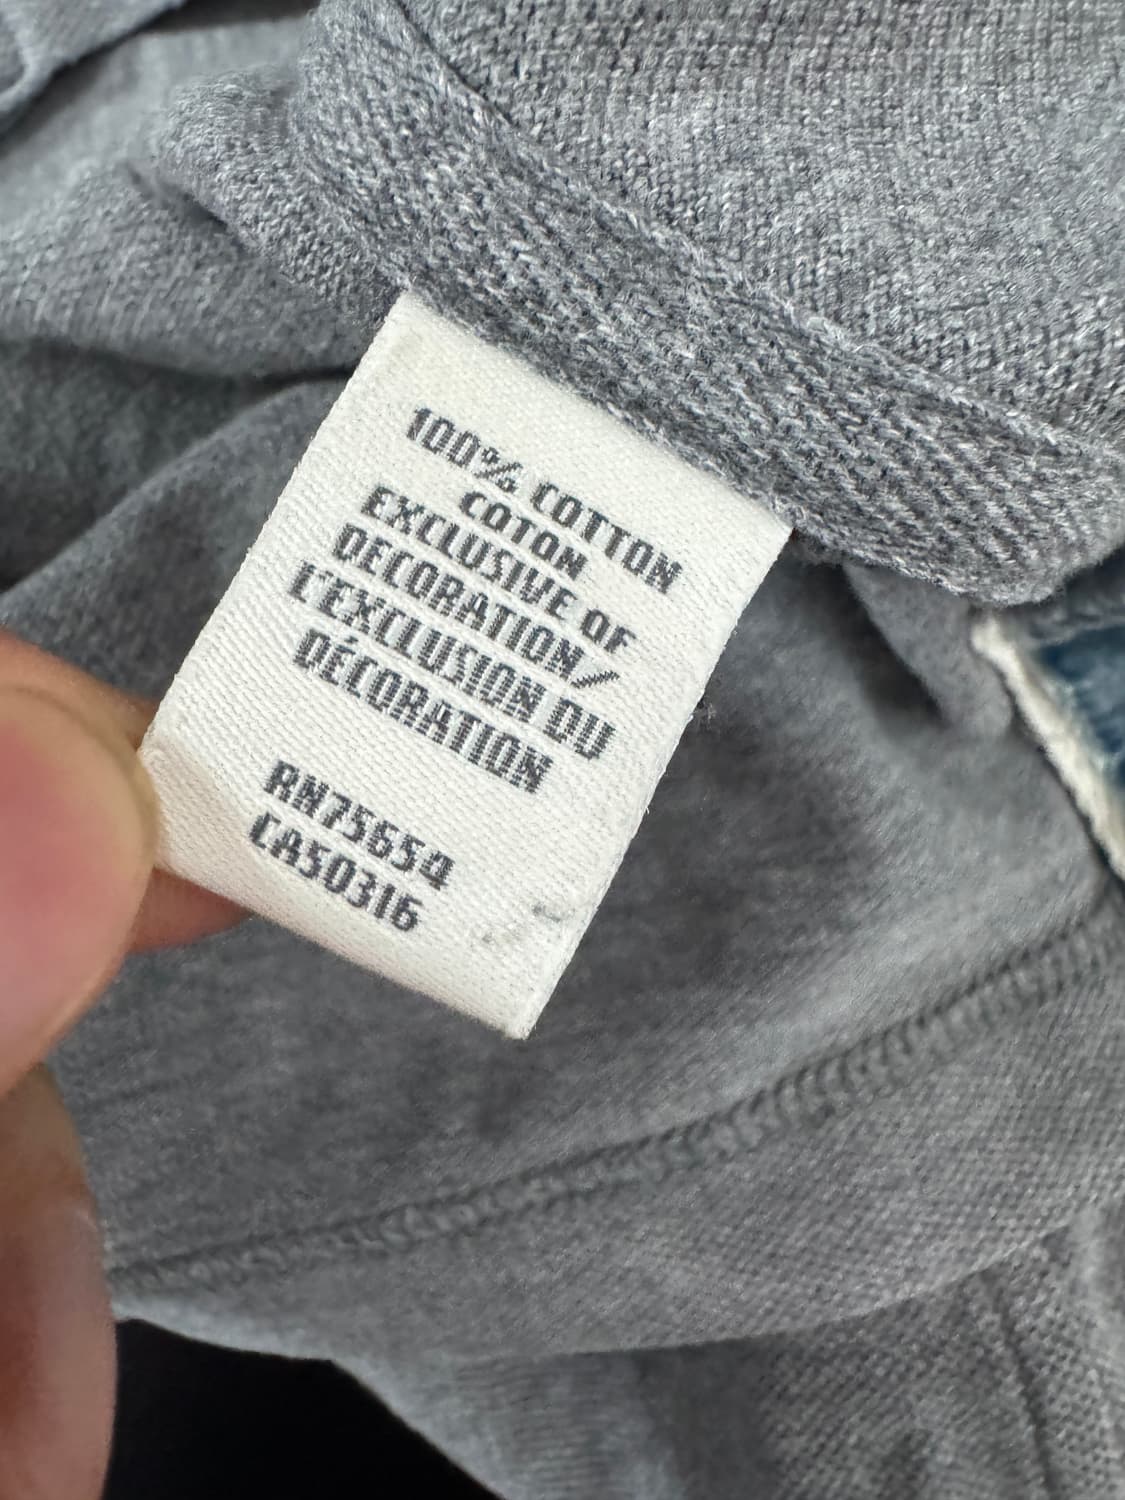 100% COTTON
COTON
EXCLUSIVE OF
DECORATION/
L'EXCLUSION DU
DÉCORATION
RN75654
CA50316